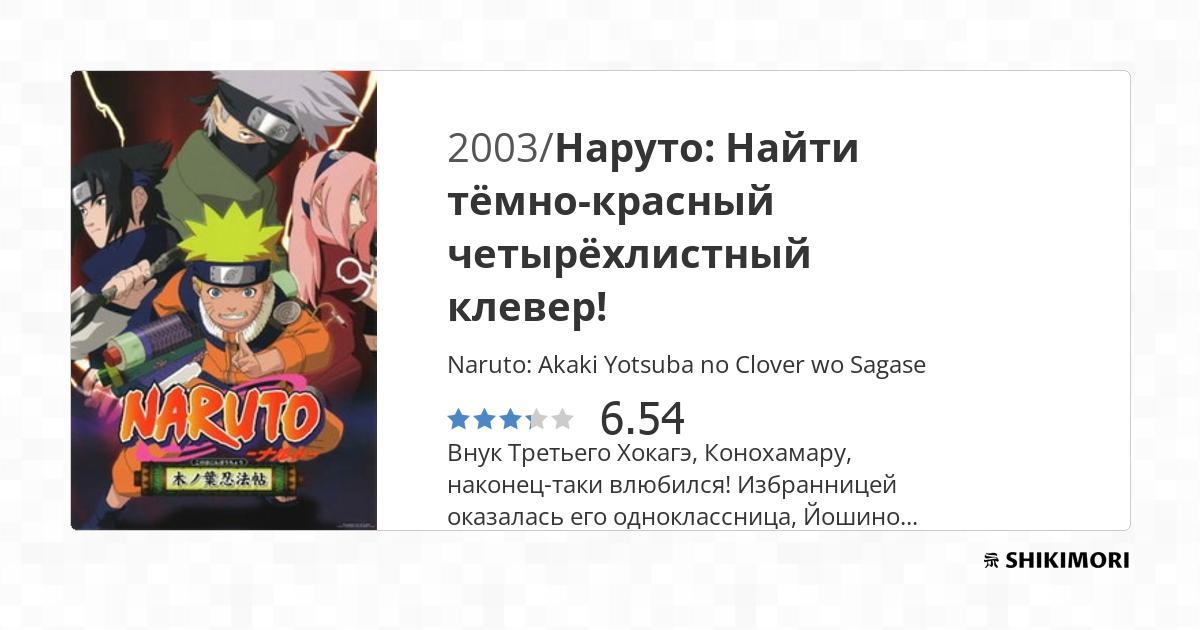 2003/Наруто: Найти
тёмно-красный
четырёхлистный
клевер!
Naruto: Akaki Yotsuba no Clover wo Sagase
6.54
Внук Третьего Хокагэ, Конохамару,
наконец-таки влюбился! Избранницей
оказалась его одноклассница, Йошино...
NARUTO
-ナルト-
木ノ葉忍法帖
SHIKIMORI